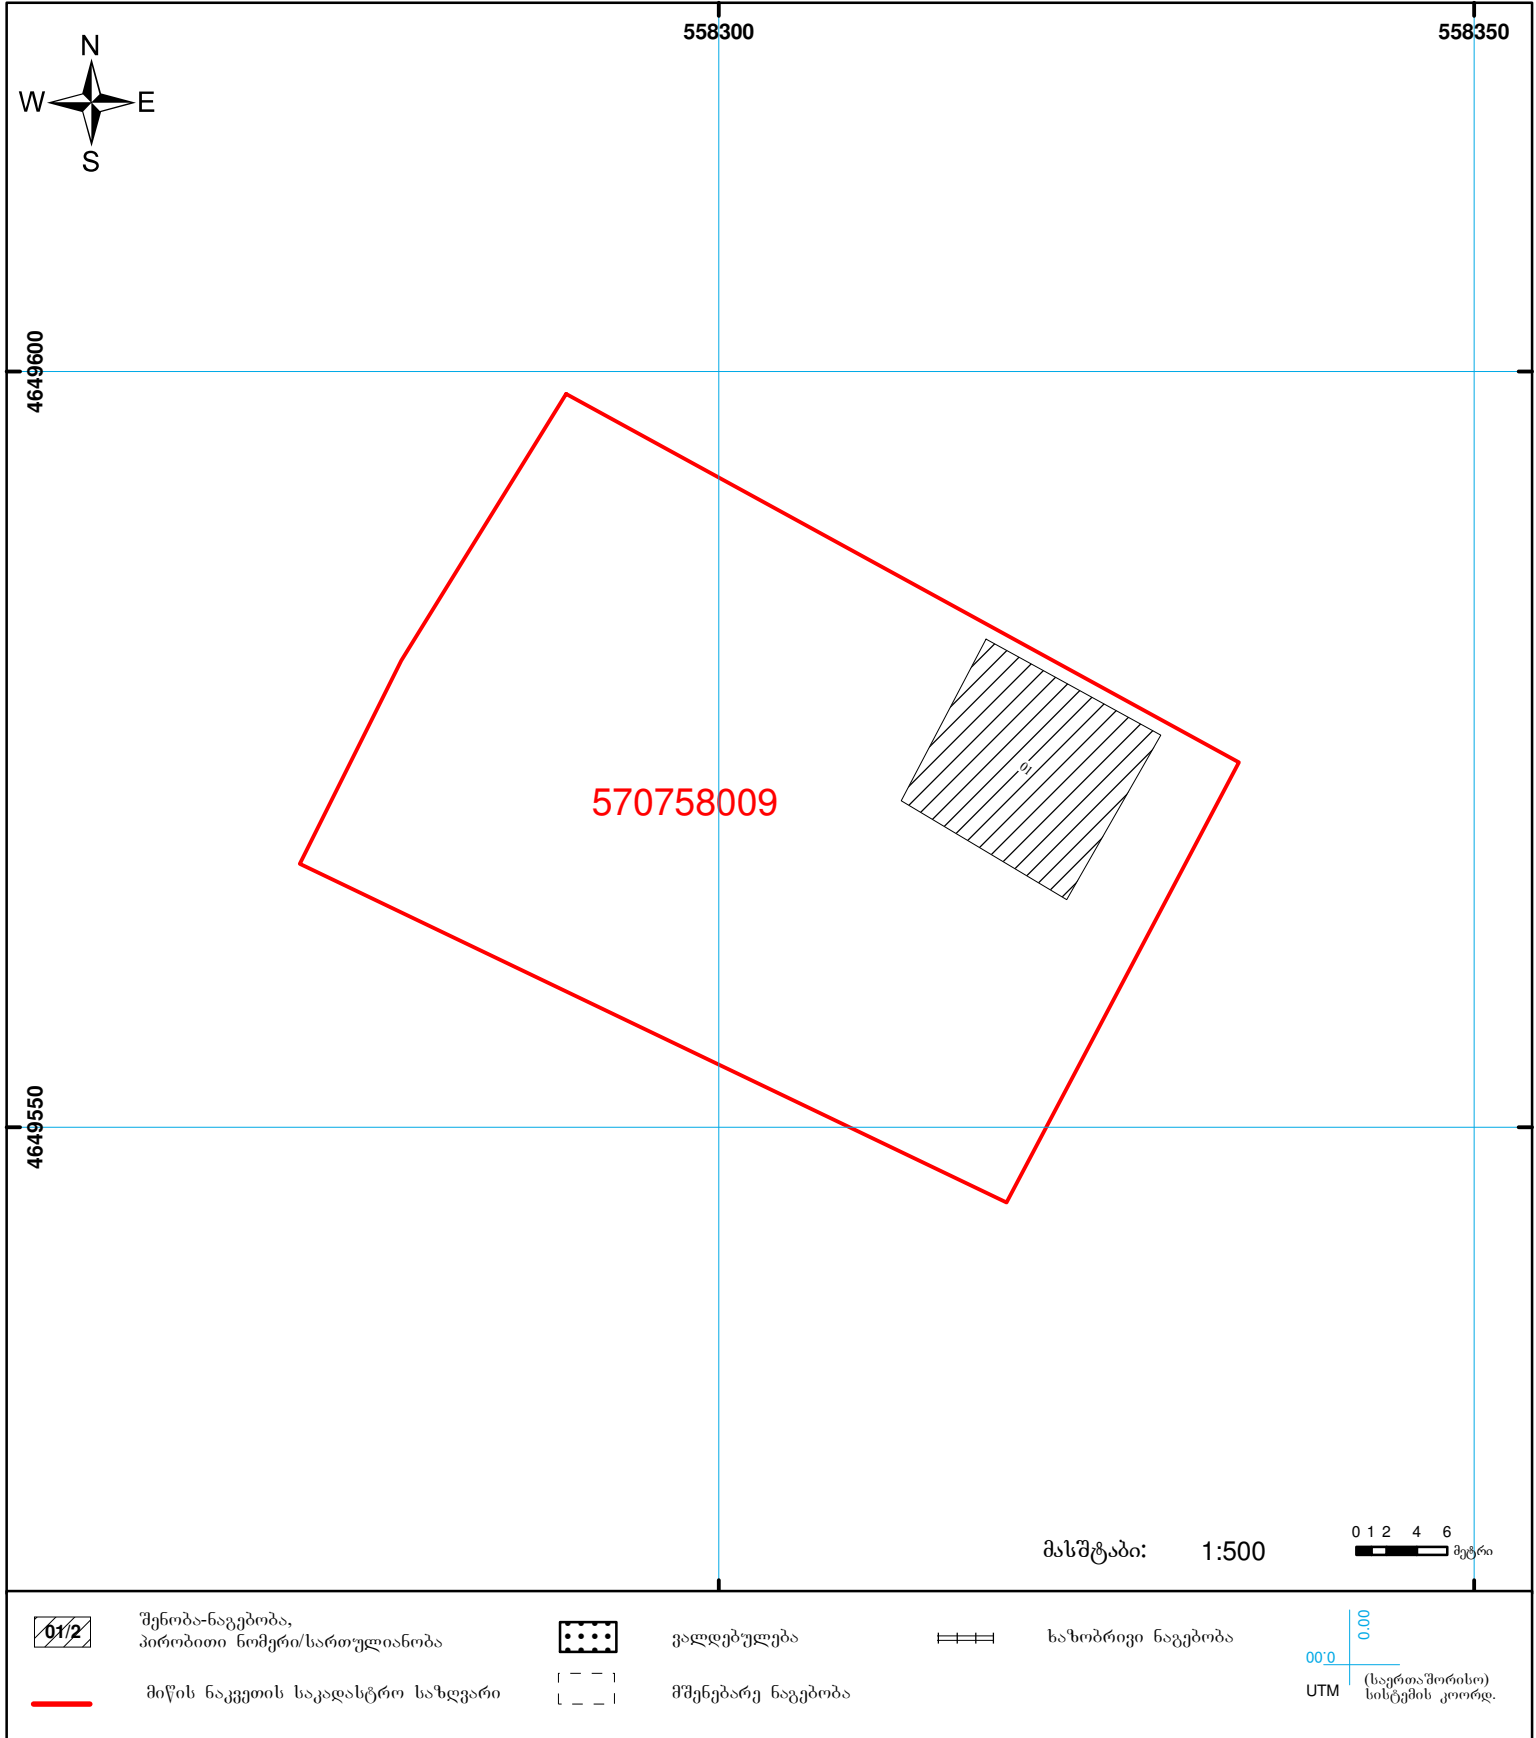 558300
558350
N
W
E
S
4649600
570758009
01
4649550
მასშტაბი:
1:500
0 1 2 4 6
მეტრი
01/2
შენობა-ნაგებობა,
პირობითი ნომერი/სართულიანობა
ვალდებულება
ხაზობრივი ნაგებობა
00.0
00.0
UTM
(საერთაშორისო)
სისტემის კოორდ.
მიწის ნაკვეთის საკადასტრო საზღვარი
მშენებარე ნაგებობა